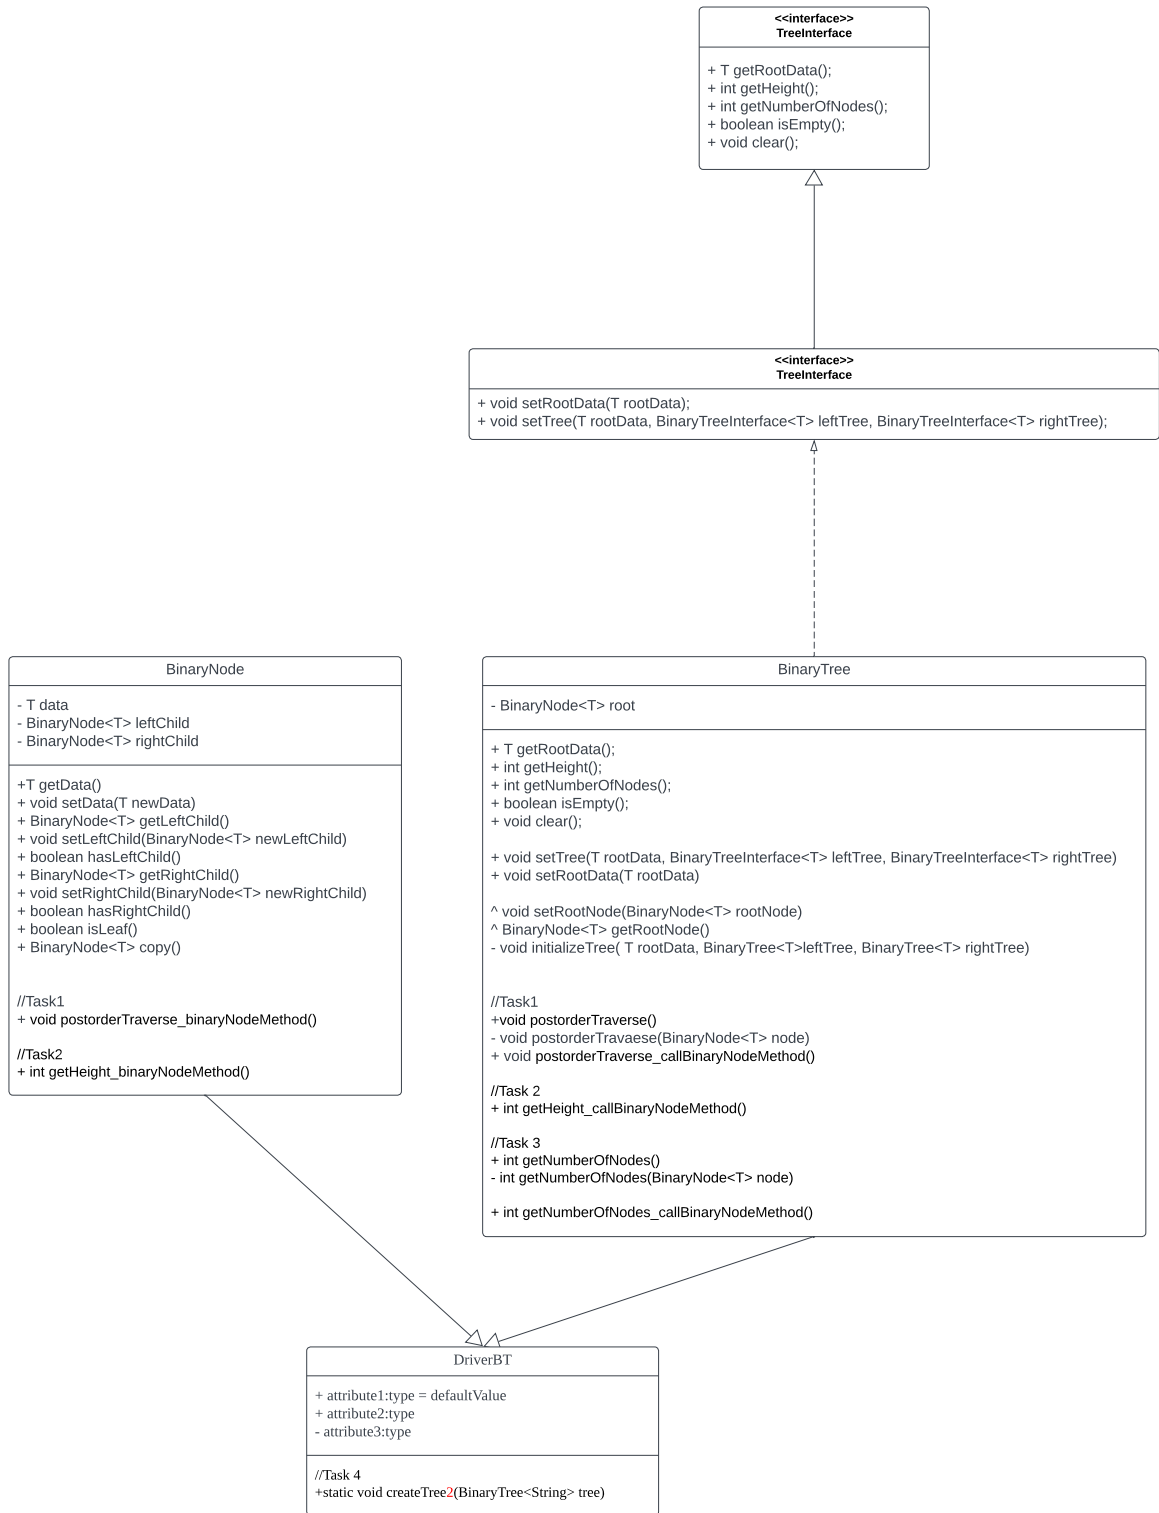 <<interface>>
TreeInterface
+ T getRootData();
+ int getHeight();
+ int getNumberOfNodes();
+ boolean isEmpty();
+ void clear();
<<interface>>
TreeInterface
+ void setRootData(T rootData);
+ void setTree(T rootData, BinaryTreeInterface<T> leftTree, BinaryTreeInterface<T> rightTree);
BinaryNode
- T data
- BinaryNode<T> leftChild
- BinaryNode<T> rightChild
+T getData()
+ void setData(T newData)
+ BinaryNode<T> getLeftChild()
+ void setLeftChild(BinaryNode<T> newLeftChild)
+ boolean hasLeftChild()
+ BinaryNode<T> getRightChild()
+ void setRightChild(BinaryNode<T> newRightChild)
+ boolean hasRightChild()
+ boolean isLeaf()
+ BinaryNode<T> copy()
//Task1
+ void postorderTraverse_binaryNodeMethod()
//Task2
+ int getHeight_binaryNodeMethod()
BinaryTree
- BinaryNode<T> root
+ T getRootData();
+ int getHeight();
+ int getNumberOfNodes();
+ boolean isEmpty();
+ void clear();
+ void setTree(T rootData, BinaryTreeInterface<T> leftTree, BinaryTreeInterface<T> rightTree)
+ void setRootData(T rootData)
^ void setRootNode(BinaryNode<T> rootNode)
^ BinaryNode<T> getRootNode()
- void initializeTree( T rootData, BinaryTree<T>leftTree, BinaryTree<T> rightTree)
//Task1
+void postorderTraverse()
- void postorderTravaese(BinaryNode<T> node)
+ void postorderTraverse_callBinaryNodeMethod()
//Task 2
+ int getHeight_callBinaryNodeMethod()
//Task 3
+ int getNumberOfNodes()
- int getNumberOfNodes(BinaryNode<T> node)
+ int getNumberOfNodes_callBinaryNodeMethod()
DriverBT
+ attribute1:type = defaultValue
+ attribute2:type
- attribute3:type
//Task 4
+static void createTree2(BinaryTree<String> tree)